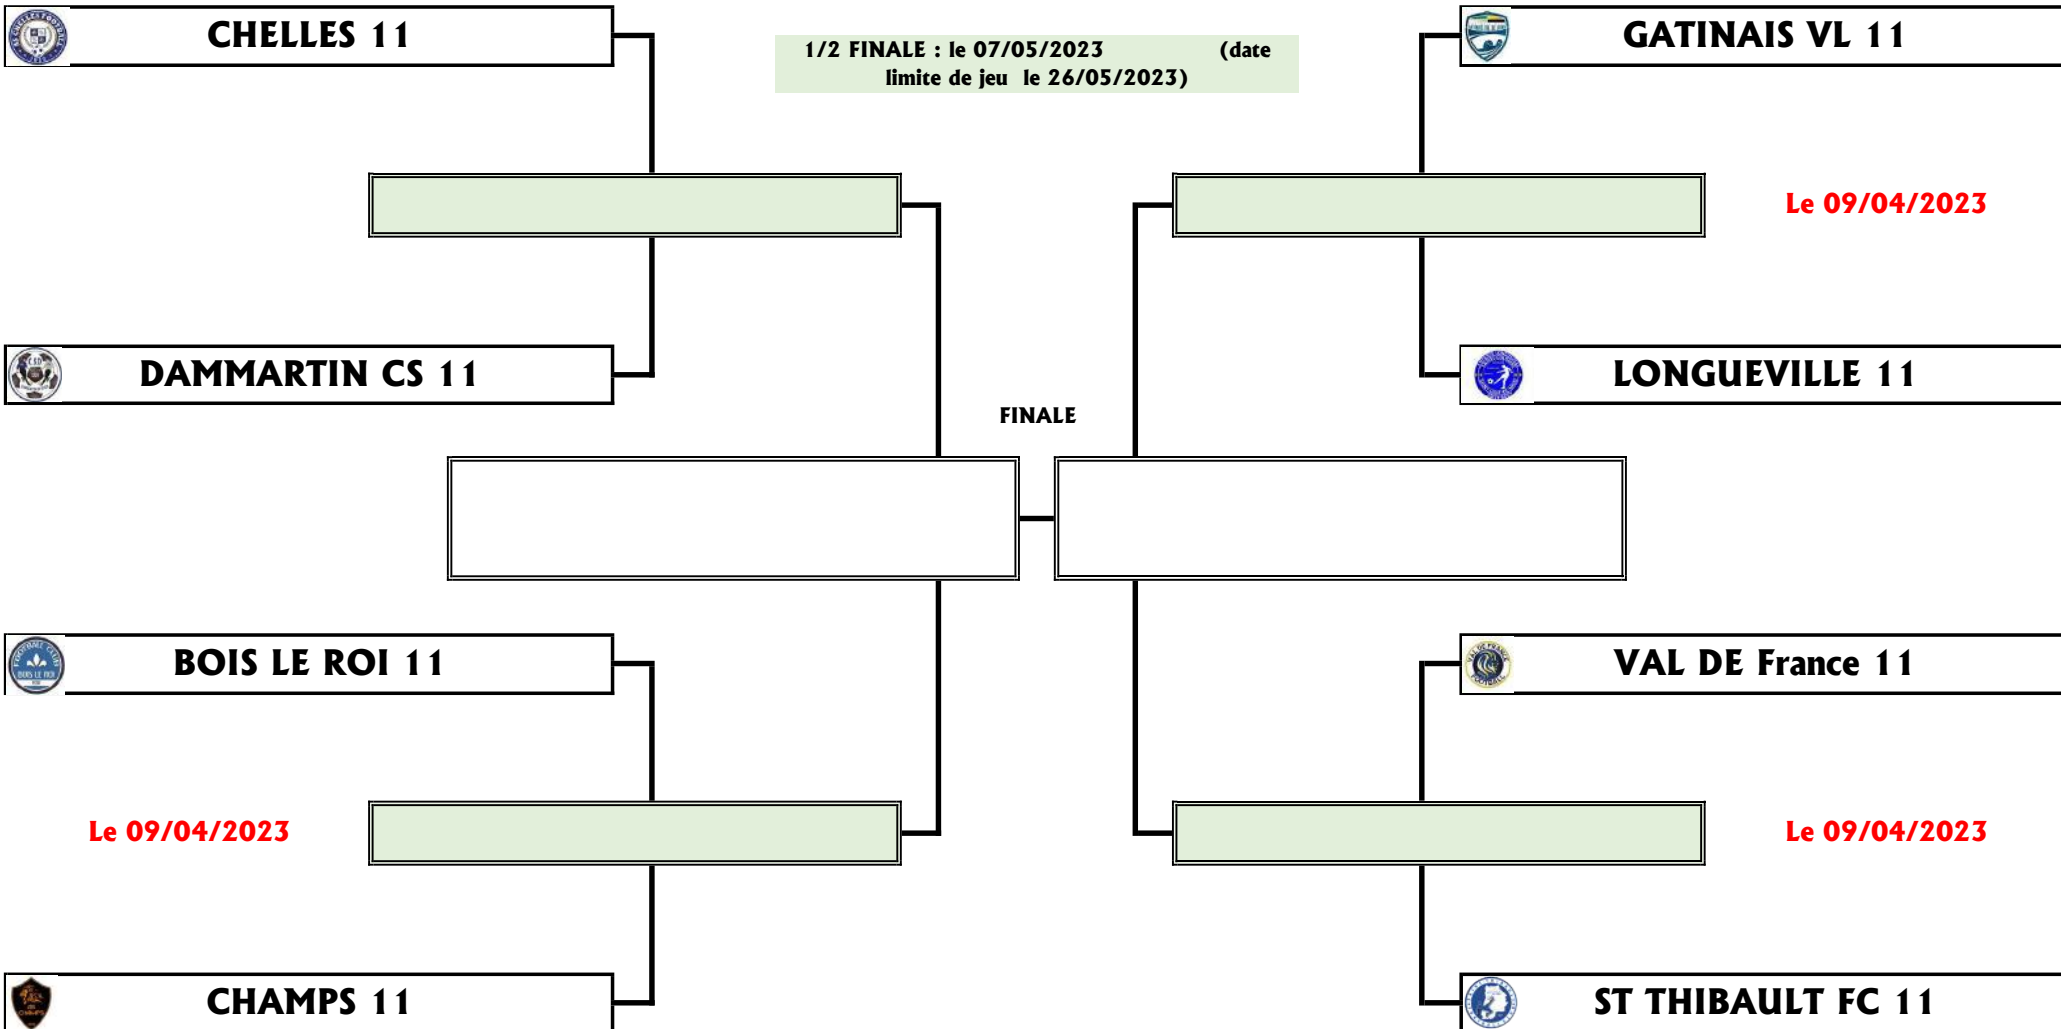 CHELLES 11
GATINAIS VL 11
1/2 FINALE : le 07/05/2023 (date
limite de jeu le 26/05/2023)
Le 09/04/2023
DAMMARTIN CS 11
LONGUEVILLE 11
FINALE
BOIS LE ROI 11
VAL DE France 11
Le 09/04/2023
Le 09/04/2023
CHAMPS 11
ST THIBAULT FC 11